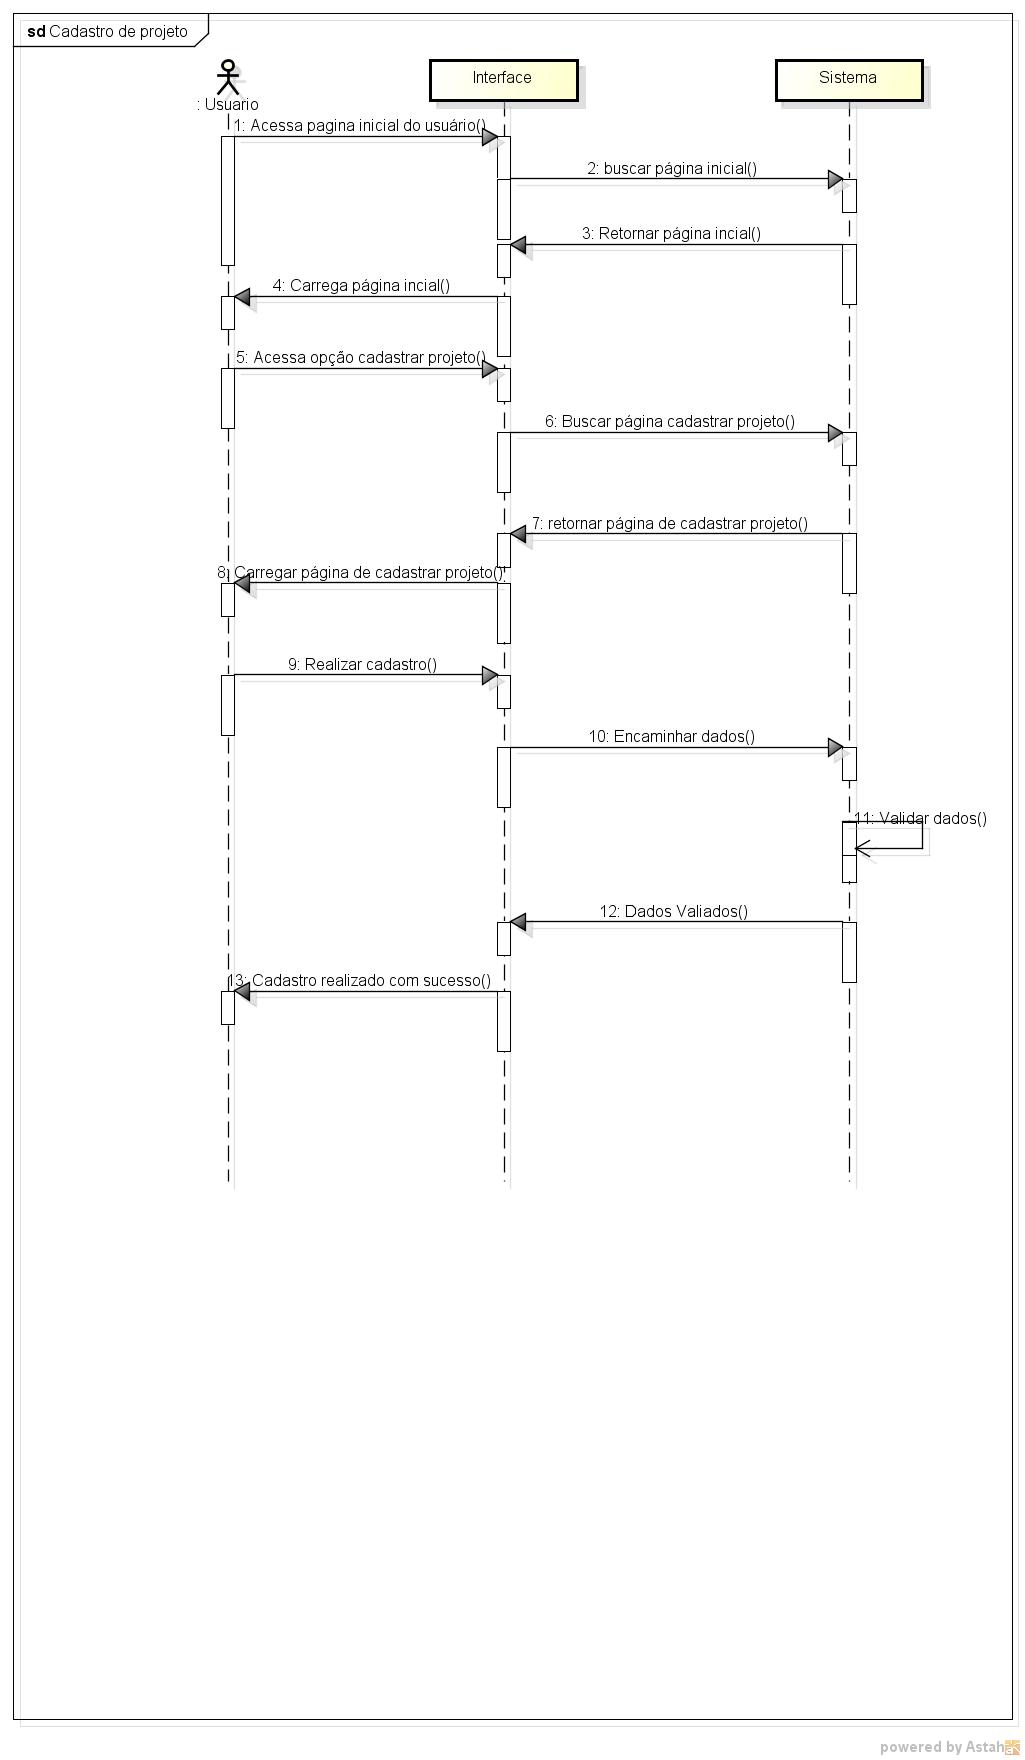 sd Cadastro de projeto
Interface
Sistema
: Usuario
1: Acessa pagina inicial do usuário()
2: buscar página inicial()
3: Retornar página incial()
4: Carrega página incial()
5: Acessa opção cadastrar projeto()
6: Buscar página cadastrar projeto()
7: retornar página de cadastrar projeto()
8: Carregar página de cadastrar projeto()
9: Realizar cadastro()
10: Encaminhar dados()
11: Validar dados()
12: Dados Valiados()
13: Cadastro realizado com sucesso()
powered by Astah